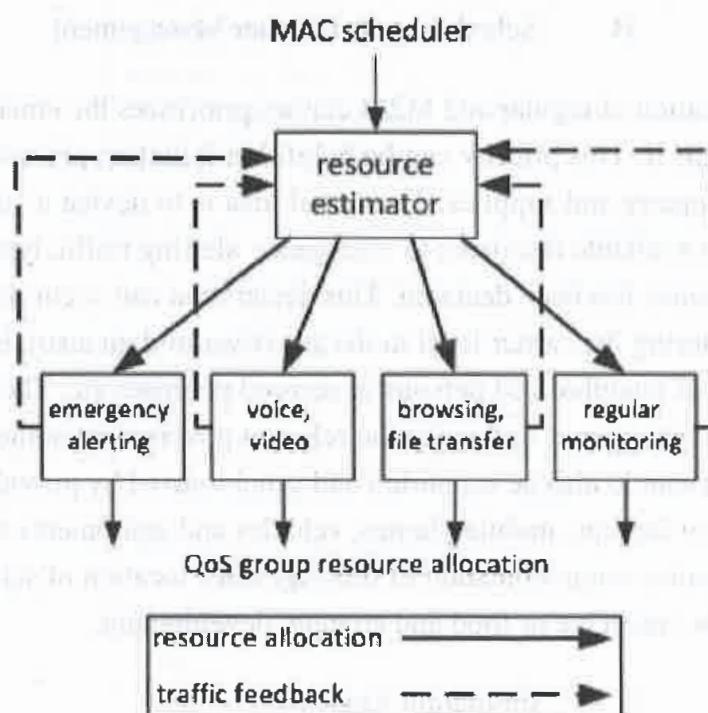 MAC scheduler
resource
estimator
emergency
alerting
voice,
video
browsing,
file transfer
regular
monitoring
QoS group resource allocation
resource allocation
traffic feedback